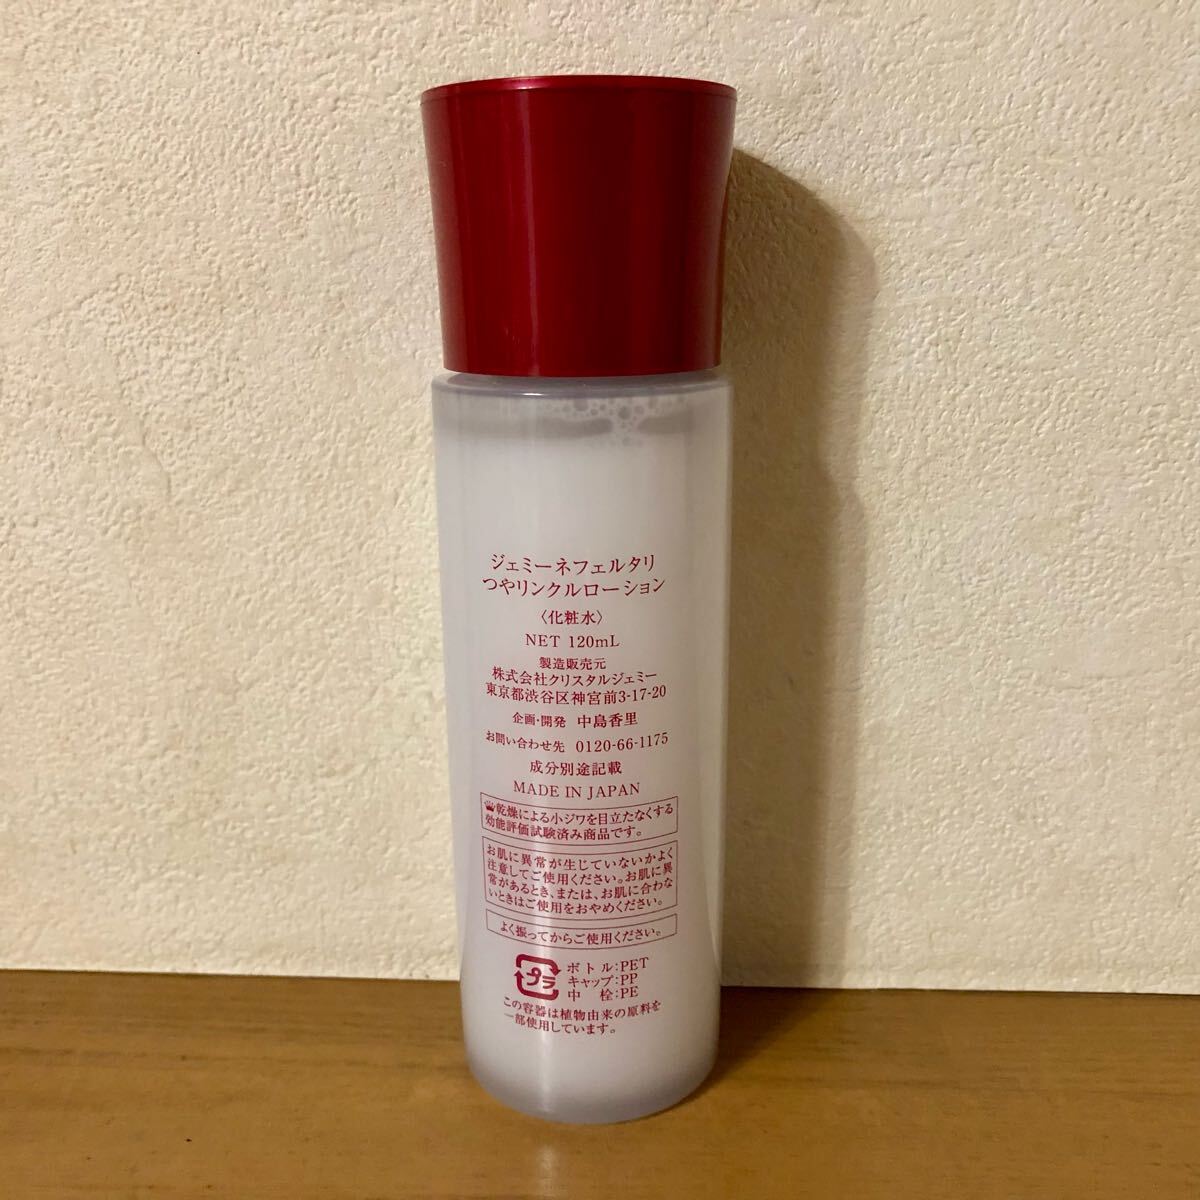 ジェミーネフェルタリ
つやリンクルローション
〈化粧水〉
NET 120mL
製造販売元
株式会社クリスタルジェミー
東京都渋谷区神宮前3-17-20
企画・開発 中島香里
お問い合わせ先 0120-66-1175
成分別途記載
MADE IN JAPAN
乾燥による小ジワを目立たなくする
効能評価試験済み商品です。
お肌に異常が生じていないかよく
注意してご使用ください。お肌に異
常があるとき、または、お肌に合わな
いときはご使用をおやめください。
よく振ってからご使用ください。
プラ
ボトル:PET
キャップ:PP
中 栓:PE
この容器は植物由来の原料を
一部使用しています。